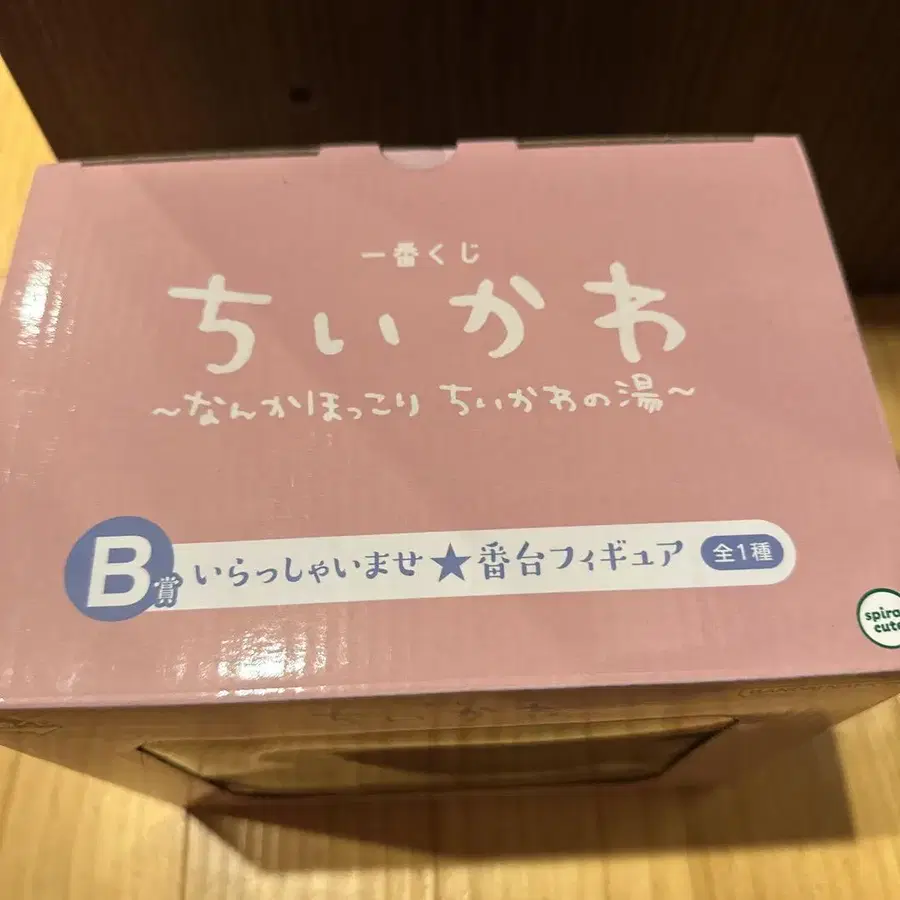 一番くじ
ちいかわ
～なんかほっこり ちいかわの湯～
B賞 いらっしゃいませ★番台フィギュア 全1種